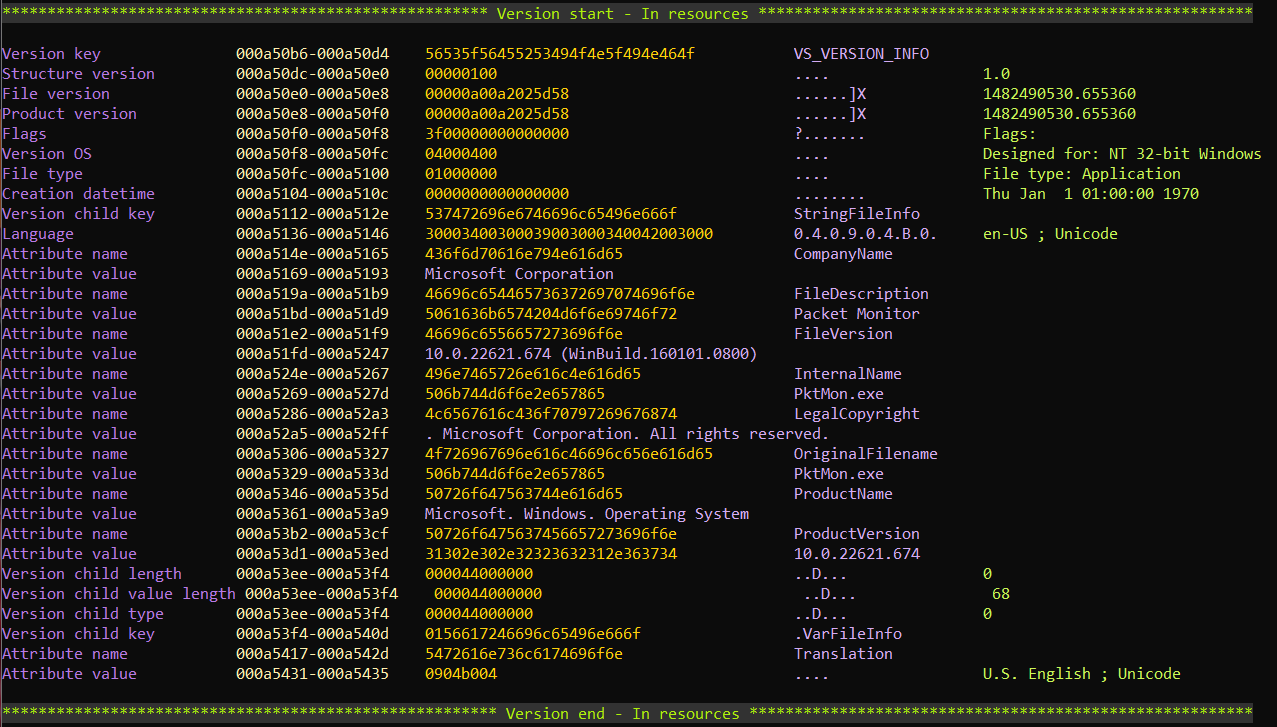 ****************************************************** Version start - In resources *******************************************************
Version key 000a50b6-000a50d4 56535f56455253494f4e5f494e464f VS_VERSION_INFO
Structure version 000a50dc-000a50e0 00000100 .... 1.0
File version 000a50e0-000a50e8 00000a00a2025d58 ......]X 1482490530.655360
Product version 000a50e8-000a50f0 00000a00a2025d58 ......]X 1482490530.655360
Flags 000a50f0-000a50f8 3f00000000000000 ?....... Flags:
Version OS 000a50f8-000a50fc 04000400 .... Designed for: NT 32-bit Windows
File type 000a50fc-000a5100 01000000 .... File type: Application
Creation datetime 000a5104-000a510c 0000000000000000 ........ Thu Jan  1 01:00:00 1970
Version child key 000a5112-000a512e 537472696e6746696c65496e666f StringFileInfo
Language 000a5136-000a5146 30003400300039003000340042003000 0.4.0.9.0.4.B.0. en-US ; Unicode
Attribute name 000a514e-000a5165 436f6d70616e794e616d65 CompanyName
Attribute value 000a5169-000a5193 Microsoft Corporation
Attribute name 000a519a-000a51b9 46696c654465736372697074696f6e FileDescription
Attribute value 000a51bd-000a51d9 5061636b6574204d6f6e69746f72 Packet Monitor
Attribute name 000a51e2-000a51f9 46696c6556657273696f6e FileVersion
Attribute value 000a51fd-000a5247 10.0.22621.674 (WinBuild.160101.0800)
Attribute name 000a524e-000a5267 496e7465726e616c4e616d65 InternalName
Attribute value 000a5269-000a527d 506b744d6f6e2e657865 PktMon.exe
Attribute name 000a5286-000a52a3 4c6567616c436f70797269676874 LegalCopyright
Attribute value 000a52a5-000a52ff . Microsoft Corporation. All rights reserved.
Attribute name 000a5306-000a5327 4f726967696e616c46696c656e616d65 OriginalFilename
Attribute value 000a5329-000a533d 506b744d6f6e2e657865 PktMon.exe
Attribute name 000a5346-000a535d 50726f647563744e616d65 ProductName
Attribute value 000a5361-000a53a9 Microsoft. Windows. Operating System
Attribute name 000a53b2-000a53cf 50726f6475637456657273696f6e ProductVersion
Attribute value 000a53d1-000a53ed 31302e302e32323632312e363734 10.0.22621.674
Version child length 000a53ee-000a53f4 000044000000 ..D... 0
Version child value length 000a53ee-000a53f4 000044000000 ..D... 68
Version child type 000a53ee-000a53f4 000044000000 ..D... 0
Version child key 000a53f4-000a540d 0156617246696c65496e666f .VarFileInfo
Attribute name 000a5417-000a542d 5472616e736c6174696f6e Translation
Attribute value 000a5431-000a5435 0904b004 .... U.S. English ; Unicode
******************************************************* Version end - In resources ********************************************************